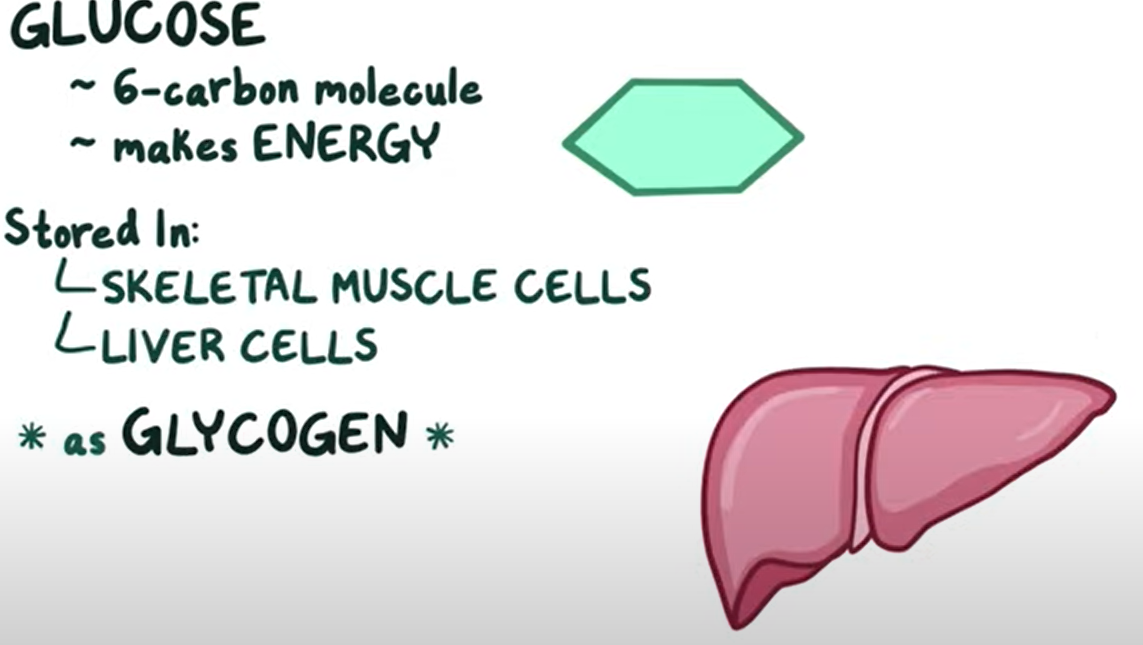 GLUCOSE
~ 6-carbon molecule
~ makes ENERGY
Stored In:
SKELETAL MUSCLE CELLS
LIVER CELLS
* as GLYCOGEN *